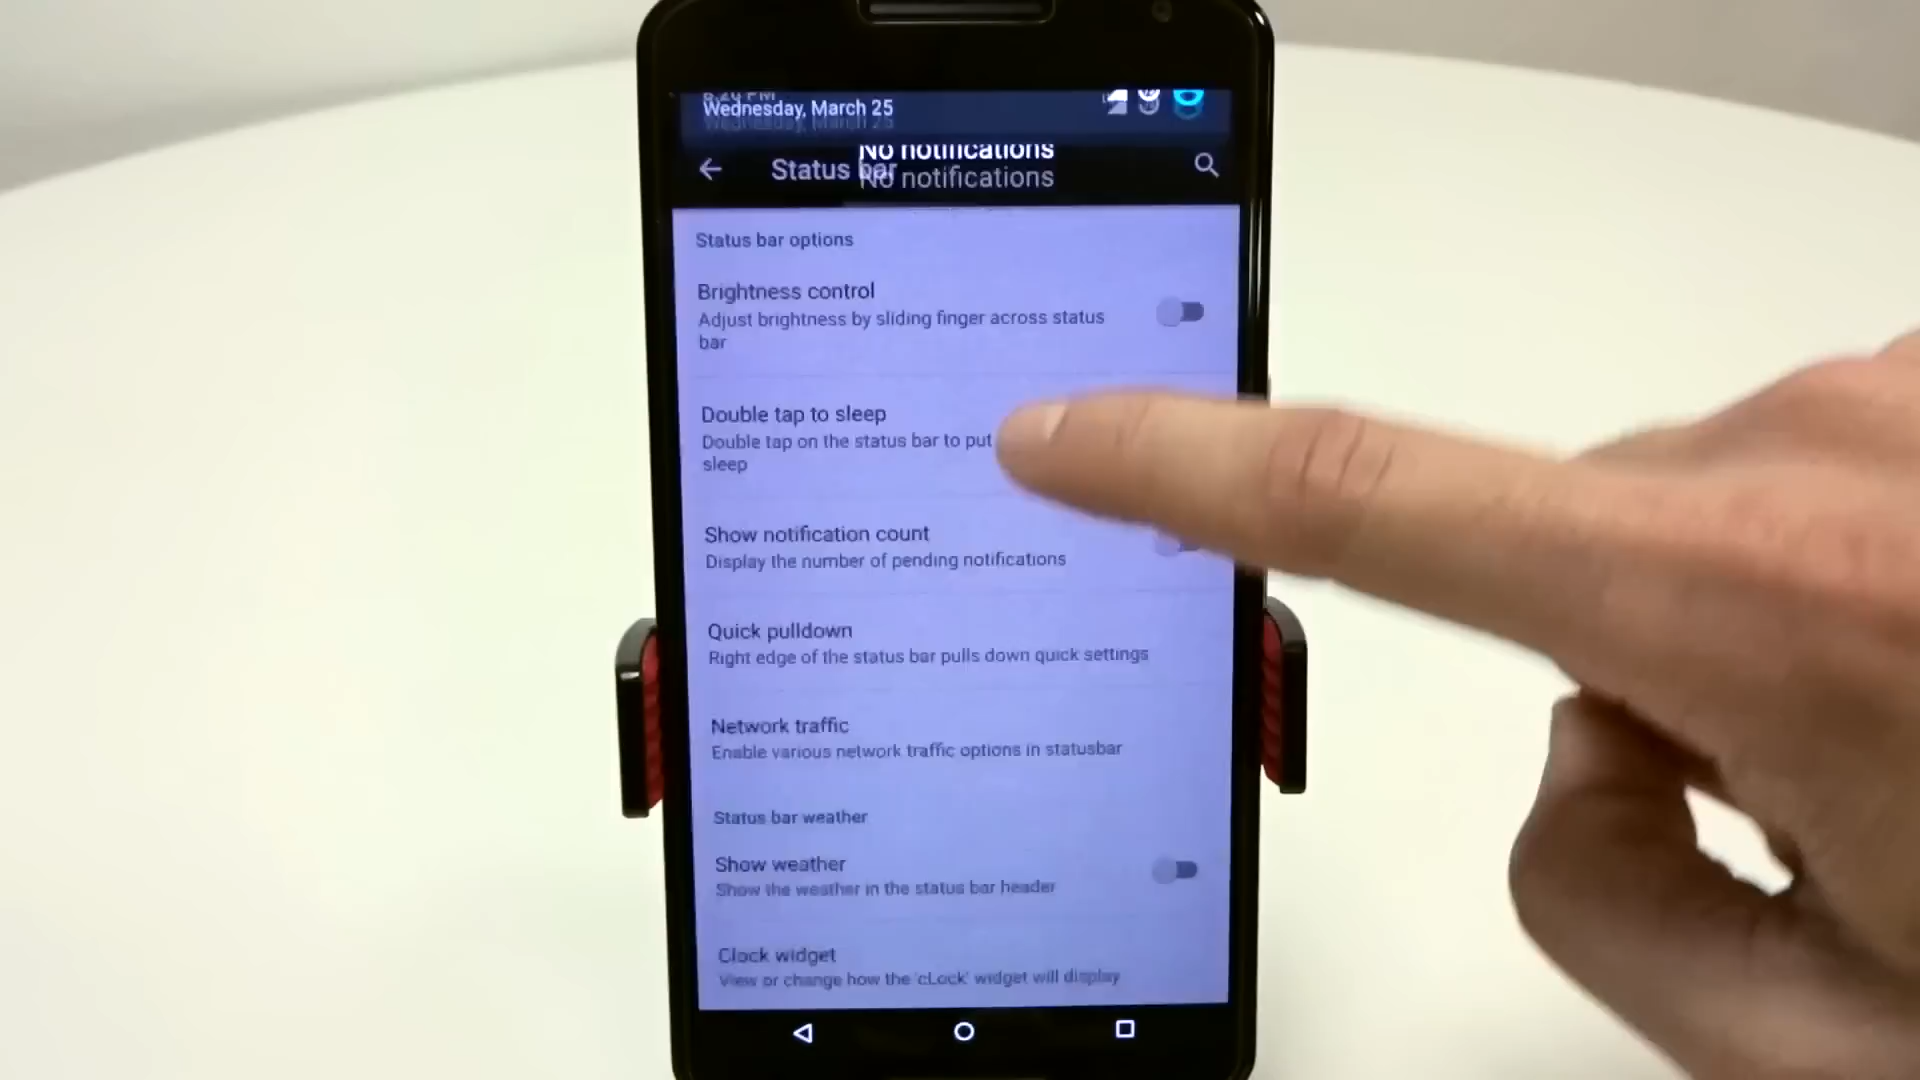 8:20 PM
Wednesday, March 25
Wednesday, March 25
No notifications
Status bar
No notifications
Status bar options
Brightness control
Adjust brightness by sliding finger across status
bar
Double tap to sleep
Double tap on the status bar to put
sleep
Show notification count
Display the number of pending notifications
Quick pulldown
Right edge of the status bar pulls down quick settings
Network traffic
Enable various network traffic options in statusbar
Status bar weather
Show weather
Show the weather in the status bar header
Clock widget
View or change how the 'cLock' widget will display